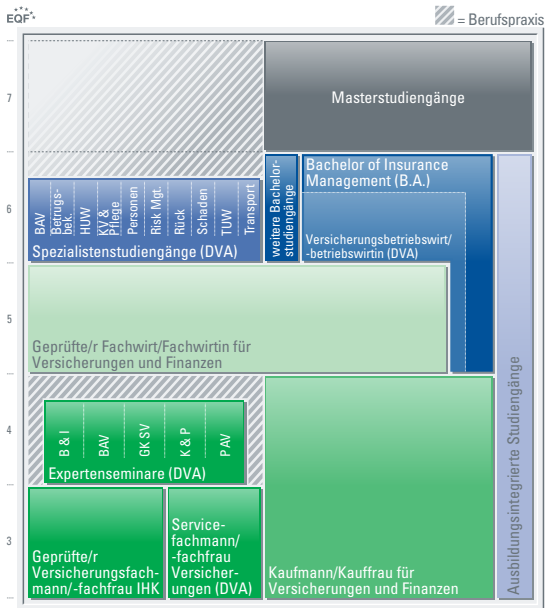 EQF
= Berufspraxis
7
Masterstudiengänge
6
BAV
Betrugs-
bek.
HUW
KV &
Pflege
Personen
Risk Mgt.
Rück
Schaden
TUW
Transport
Spezialistenstudiengänge (DVA)
weitere Bachelor-
studiengänge
Bachelor of Insurance
Management (B.A.)
Versicherungsbetriebswirt/
-betriebswirtin (DVA)
5
Geprüfte/r Fachwirt/Fachwirtin für
Versicherungen und Finanzen
Ausbildungsintegrierte Studiengänge
4
B & I
BAV
GK SV
K & P
PAV
Expertenseminare (DVA)
3
Geprüfte/r
Versicherungsfach-
mann/-fachfrau IHK
Service-
fachmann/
-fachfrau
Versicher-
ungen (DVA)
Kaufmann/Kauffrau für
Versicherungen und Finanzen